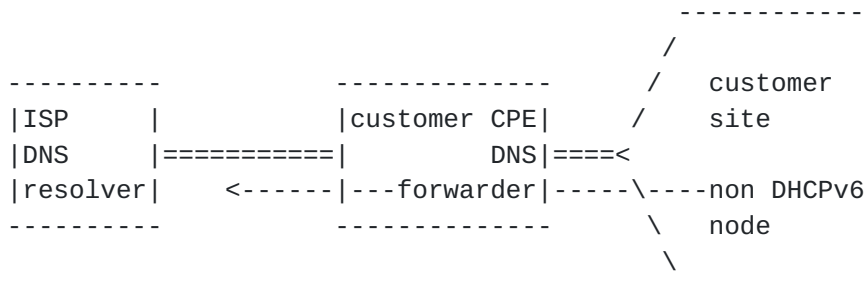 ------------
/
----------          --------------      /   customer
|ISP      |         |customer CPE|     /    site
|DNS      |===========|         DNS|====<
|resolver|     <------|---forwarder|-----\----non DHCPv6
----------          --------------       \   node
\